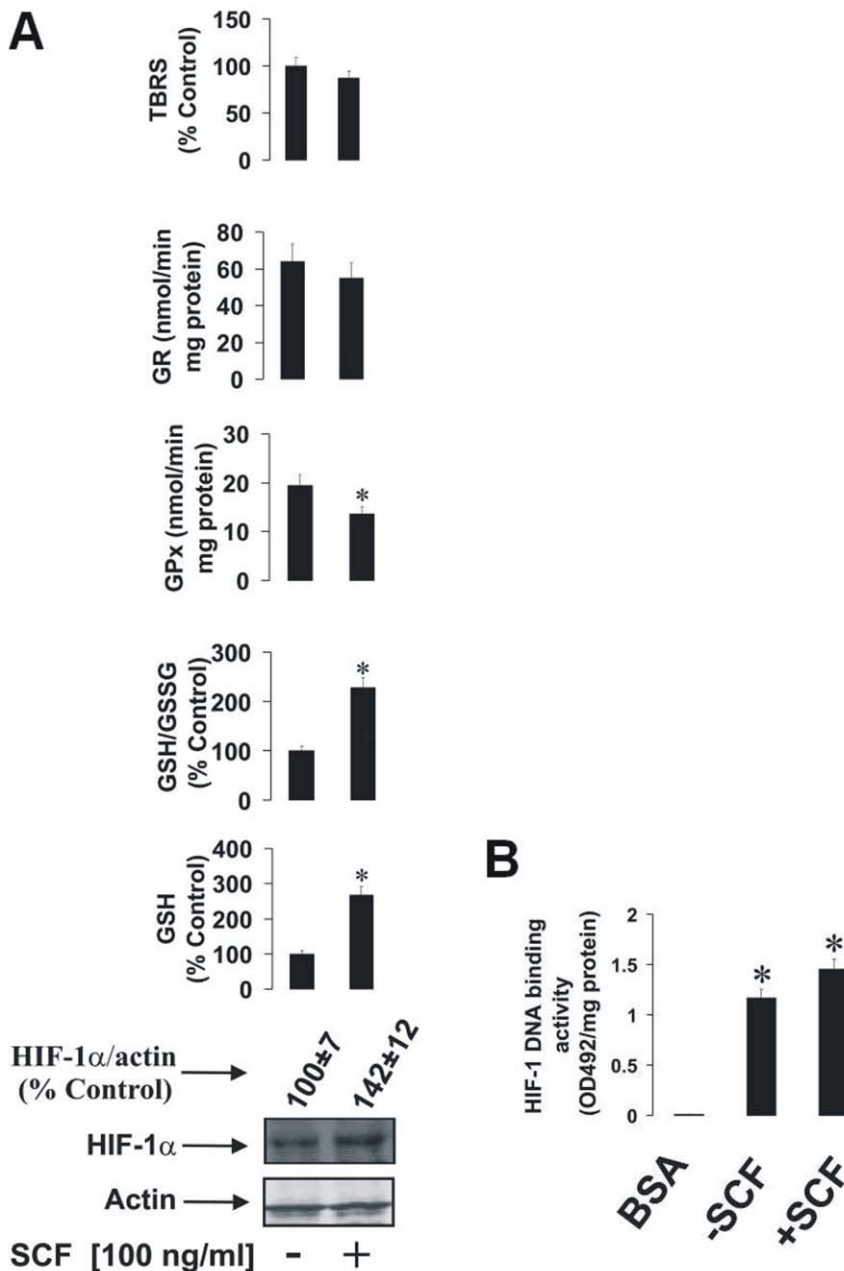 A
TBRS
(% Control)
150
100
50
0
GR (nmol/min
mg protein)
80
60
40
20
0
GPx (nmol/min
mg protein)
30
20
10
0
*
GSH/GSSG
(% Control)
300
200
100
0
*
GSH
(% Control)
400
300
200
100
0
*
HIF-1α/actin
(% Control)
100±7
142±12
HIF-1α
Actin
SCF [100 ng/ml] - +
B
HIF-1 DNA binding
activity
(OD492/mg protein)
2
1.5
1
0.5
0
*
*
BSA
-SCF
+SCF